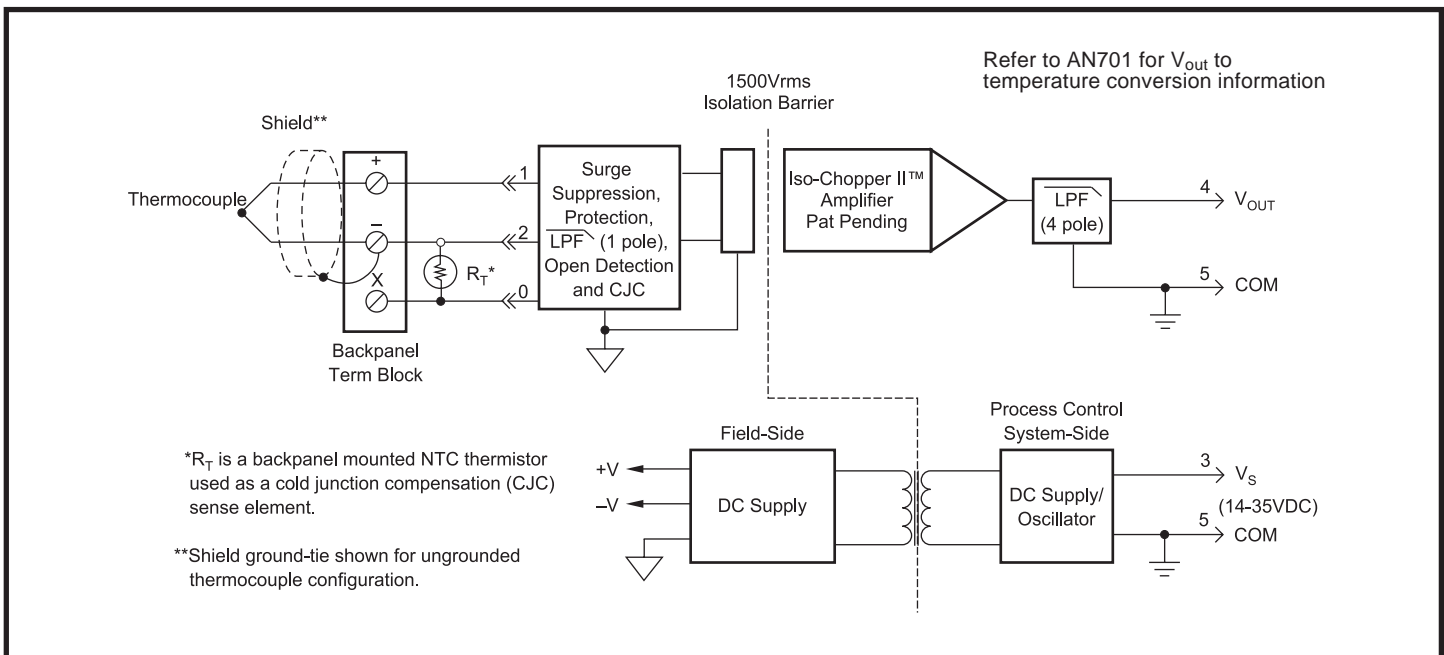 Refer to AN701 for Vout to
temperature conversion information
1500Vrms
Isolation Barrier
Shield**
Thermocouple
+
–
X
Backpanel
Term Block
RT*
1
2
0
Surge
Suppression,
Protection,
LPF (1 pole),
Open Detection
and CJC
Iso-Chopper II™
Amplifier
Pat Pending
LPF
(4 pole)
4
VOUT
5
COM
*RT is a backpanel mounted NTC thermistor
used as a cold junction compensation (CJC)
sense element.
**Shield ground-tie shown for ungrounded
thermocouple configuration.
Field-Side
+V
–V
DC Supply
Process Control
System-Side
DC Supply/
Oscillator
3
VS
(14-35VDC)
5
COM